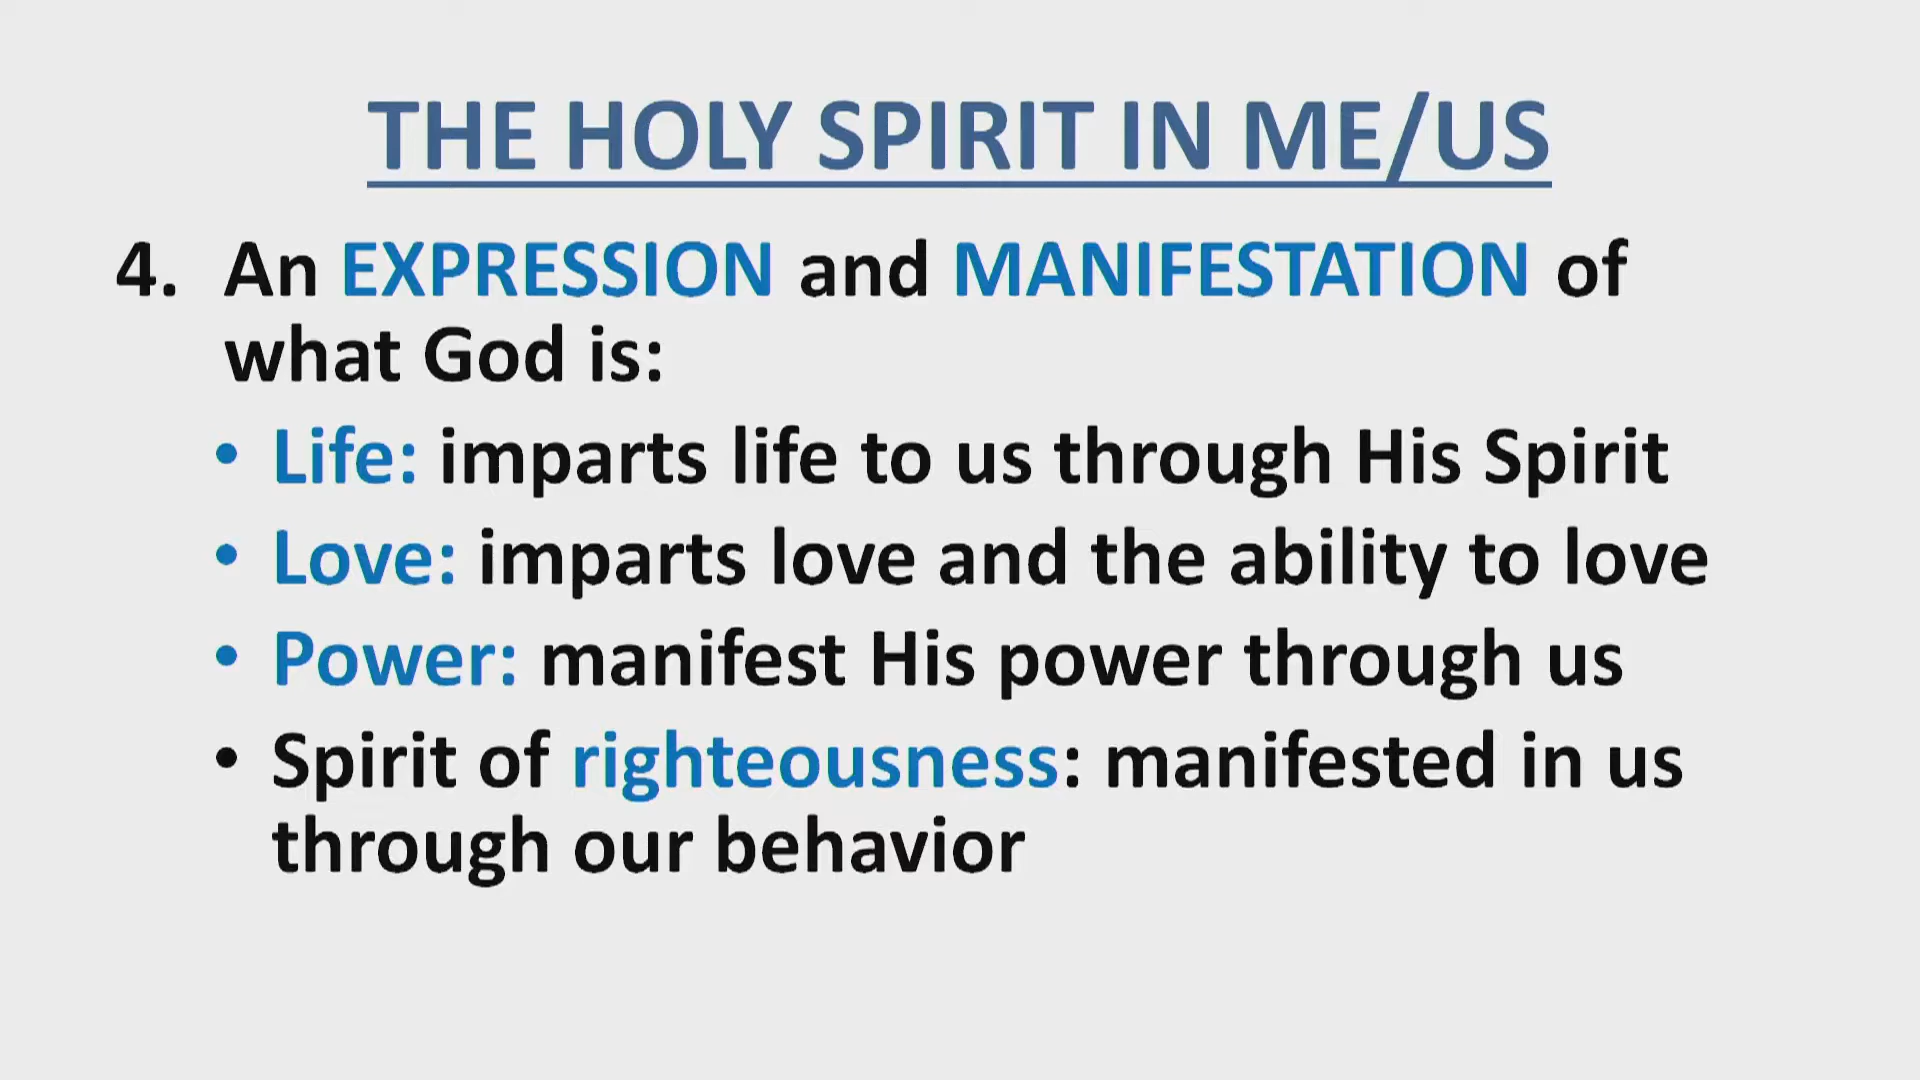 THE HOLY SPIRIT IN ME/US
4. An EXPRESSION and MANIFESTATION of
what God is:
• Life: imparts life to us through His Spirit
• Love: imparts love and the ability to love
• Power: manifest His power through us
• Spirit of righteousness: manifested in us
through our behavior